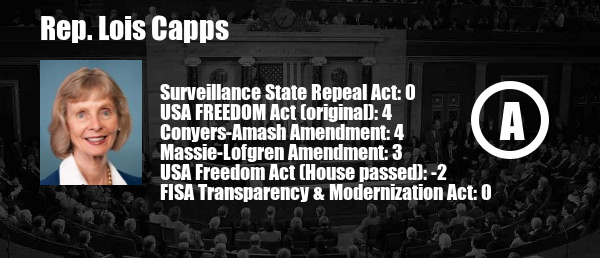 Rep. Lois Capps
Surveillance State Repeal Act: 0
USA FREEDOM Act (original): 4
Conyers-Amash Amendment: 4
Massie-Lofgren Amendment: 3
USA Freedom Act (House passed): -2
FISA Transparency & Modernization Act: 0
A